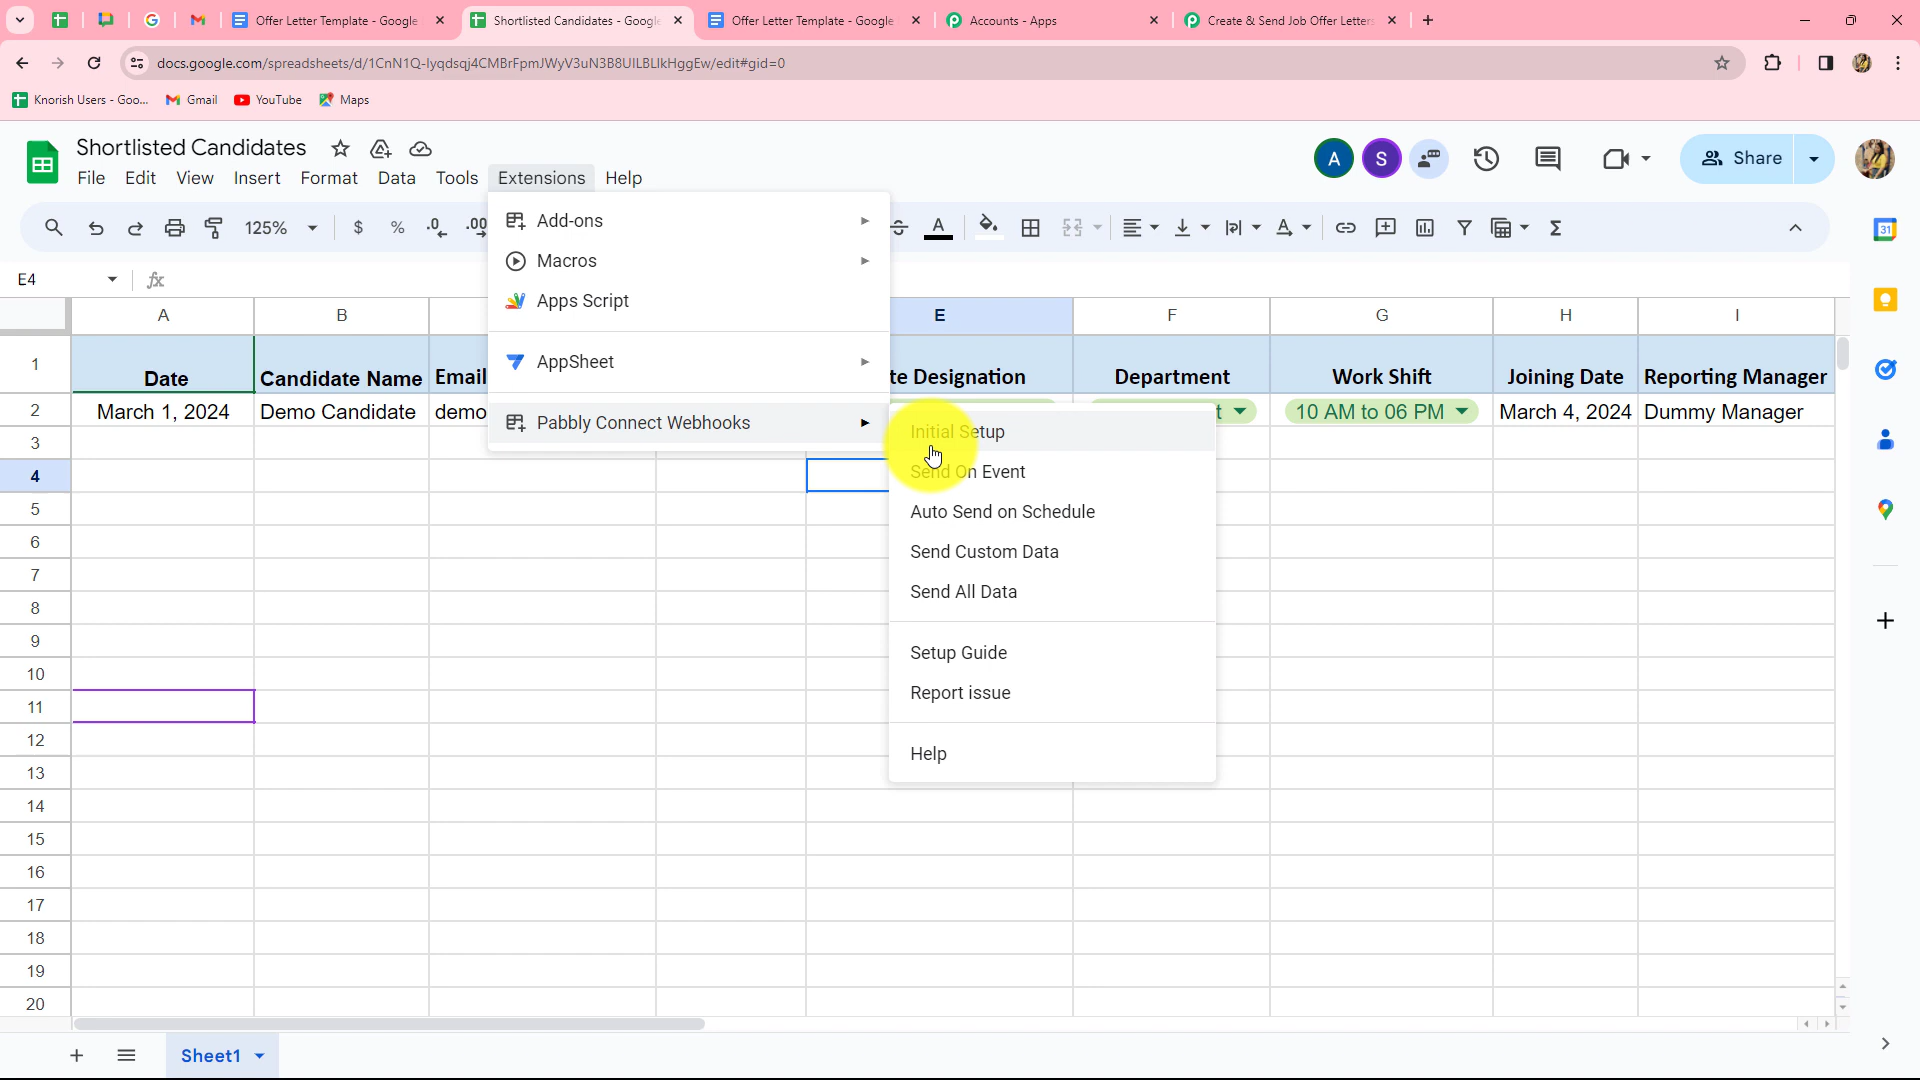 Offer Letter Template - Google
Shortlisted Candidates - Google
Offer Letter Template - Google
Accounts - Apps
Create & Send Job Offer Letters
docs.google.com/spreadsheets/d/1CnN1Q-lyqdsqj4CMBrFpmJWyV3uN3B8UILBLIkHggEw/edit#gid=0
Knorish Users - Goo...
Gmail
YouTube
Maps
Shortlisted Candidates
A
S
Share
File Edit View Insert Format Data Tools Extensions Help
125%
$ % .0 .00
A
Σ
31
E4
fx
Add-ons
Macros
Apps Script
AppSheet
Pabbly Connect Webhooks
Initial Setup
Send On Event
Auto Send on Schedule
Send Custom Data
Send All Data
Setup Guide
Report issue
Help
A B E F G H I
1 Date Candidate Name Email te Designation Department Work Shift Joining Date Reporting Manager
2 March 1, 2024 Demo Candidate demo t 10 AM to 06 PM March 4, 2024 Dummy Manager
3
4
5
6
7
8
9
10
11
12
13
14
15
16
17
18
19
20
Sheet1